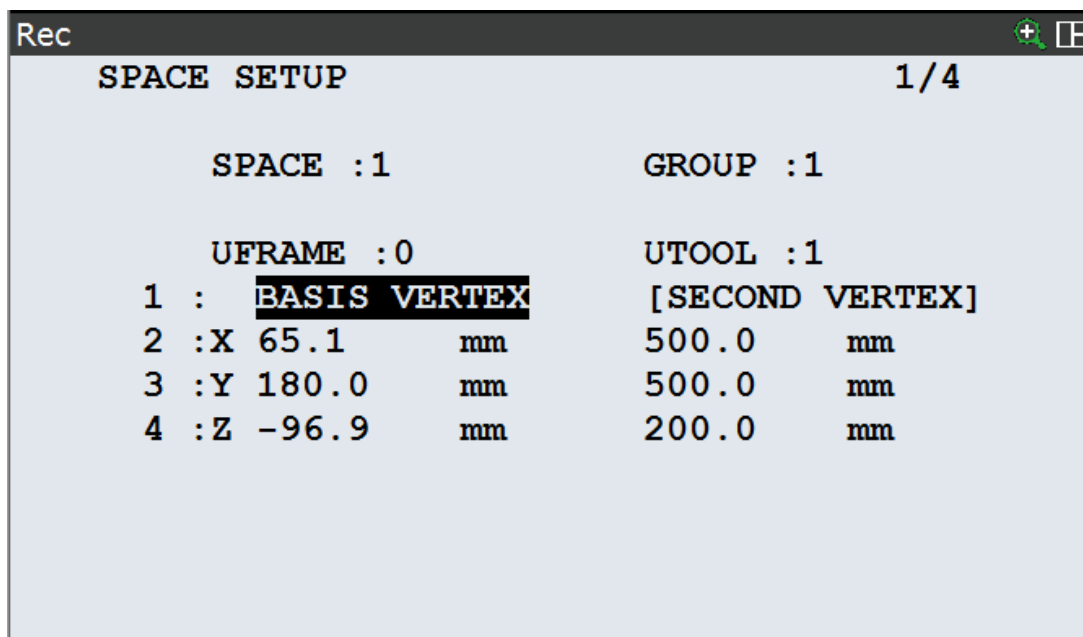 Rec
SPACE SETUP 1/4
SPACE :1 GROUP :1
UFRAME :0 UTOOL :1
1 : BASIS VERTEX [SECOND VERTEX]
2 :X 65.1 mm 500.0 mm
3 :Y 180.0 mm 500.0 mm
4 :Z -96.9 mm 200.0 mm